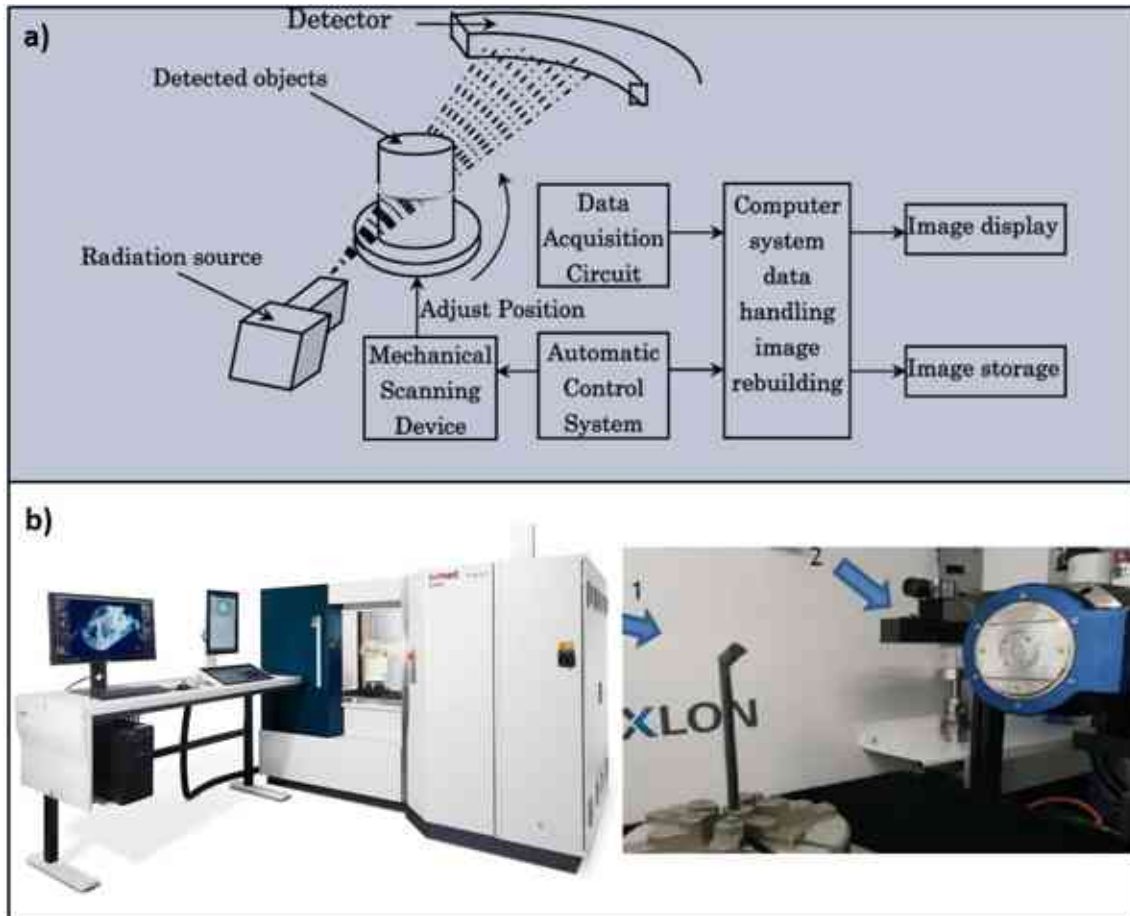 a)
Detector
Detected objects
Radiation source
Adjust Position
Data
Acquisition
Circuit
Computer
system
data
handling
image
rebuilding
Image display
Mechanical
Scanning
Device
Automatic
Control
System
Image storage
b)
1
2
XLON